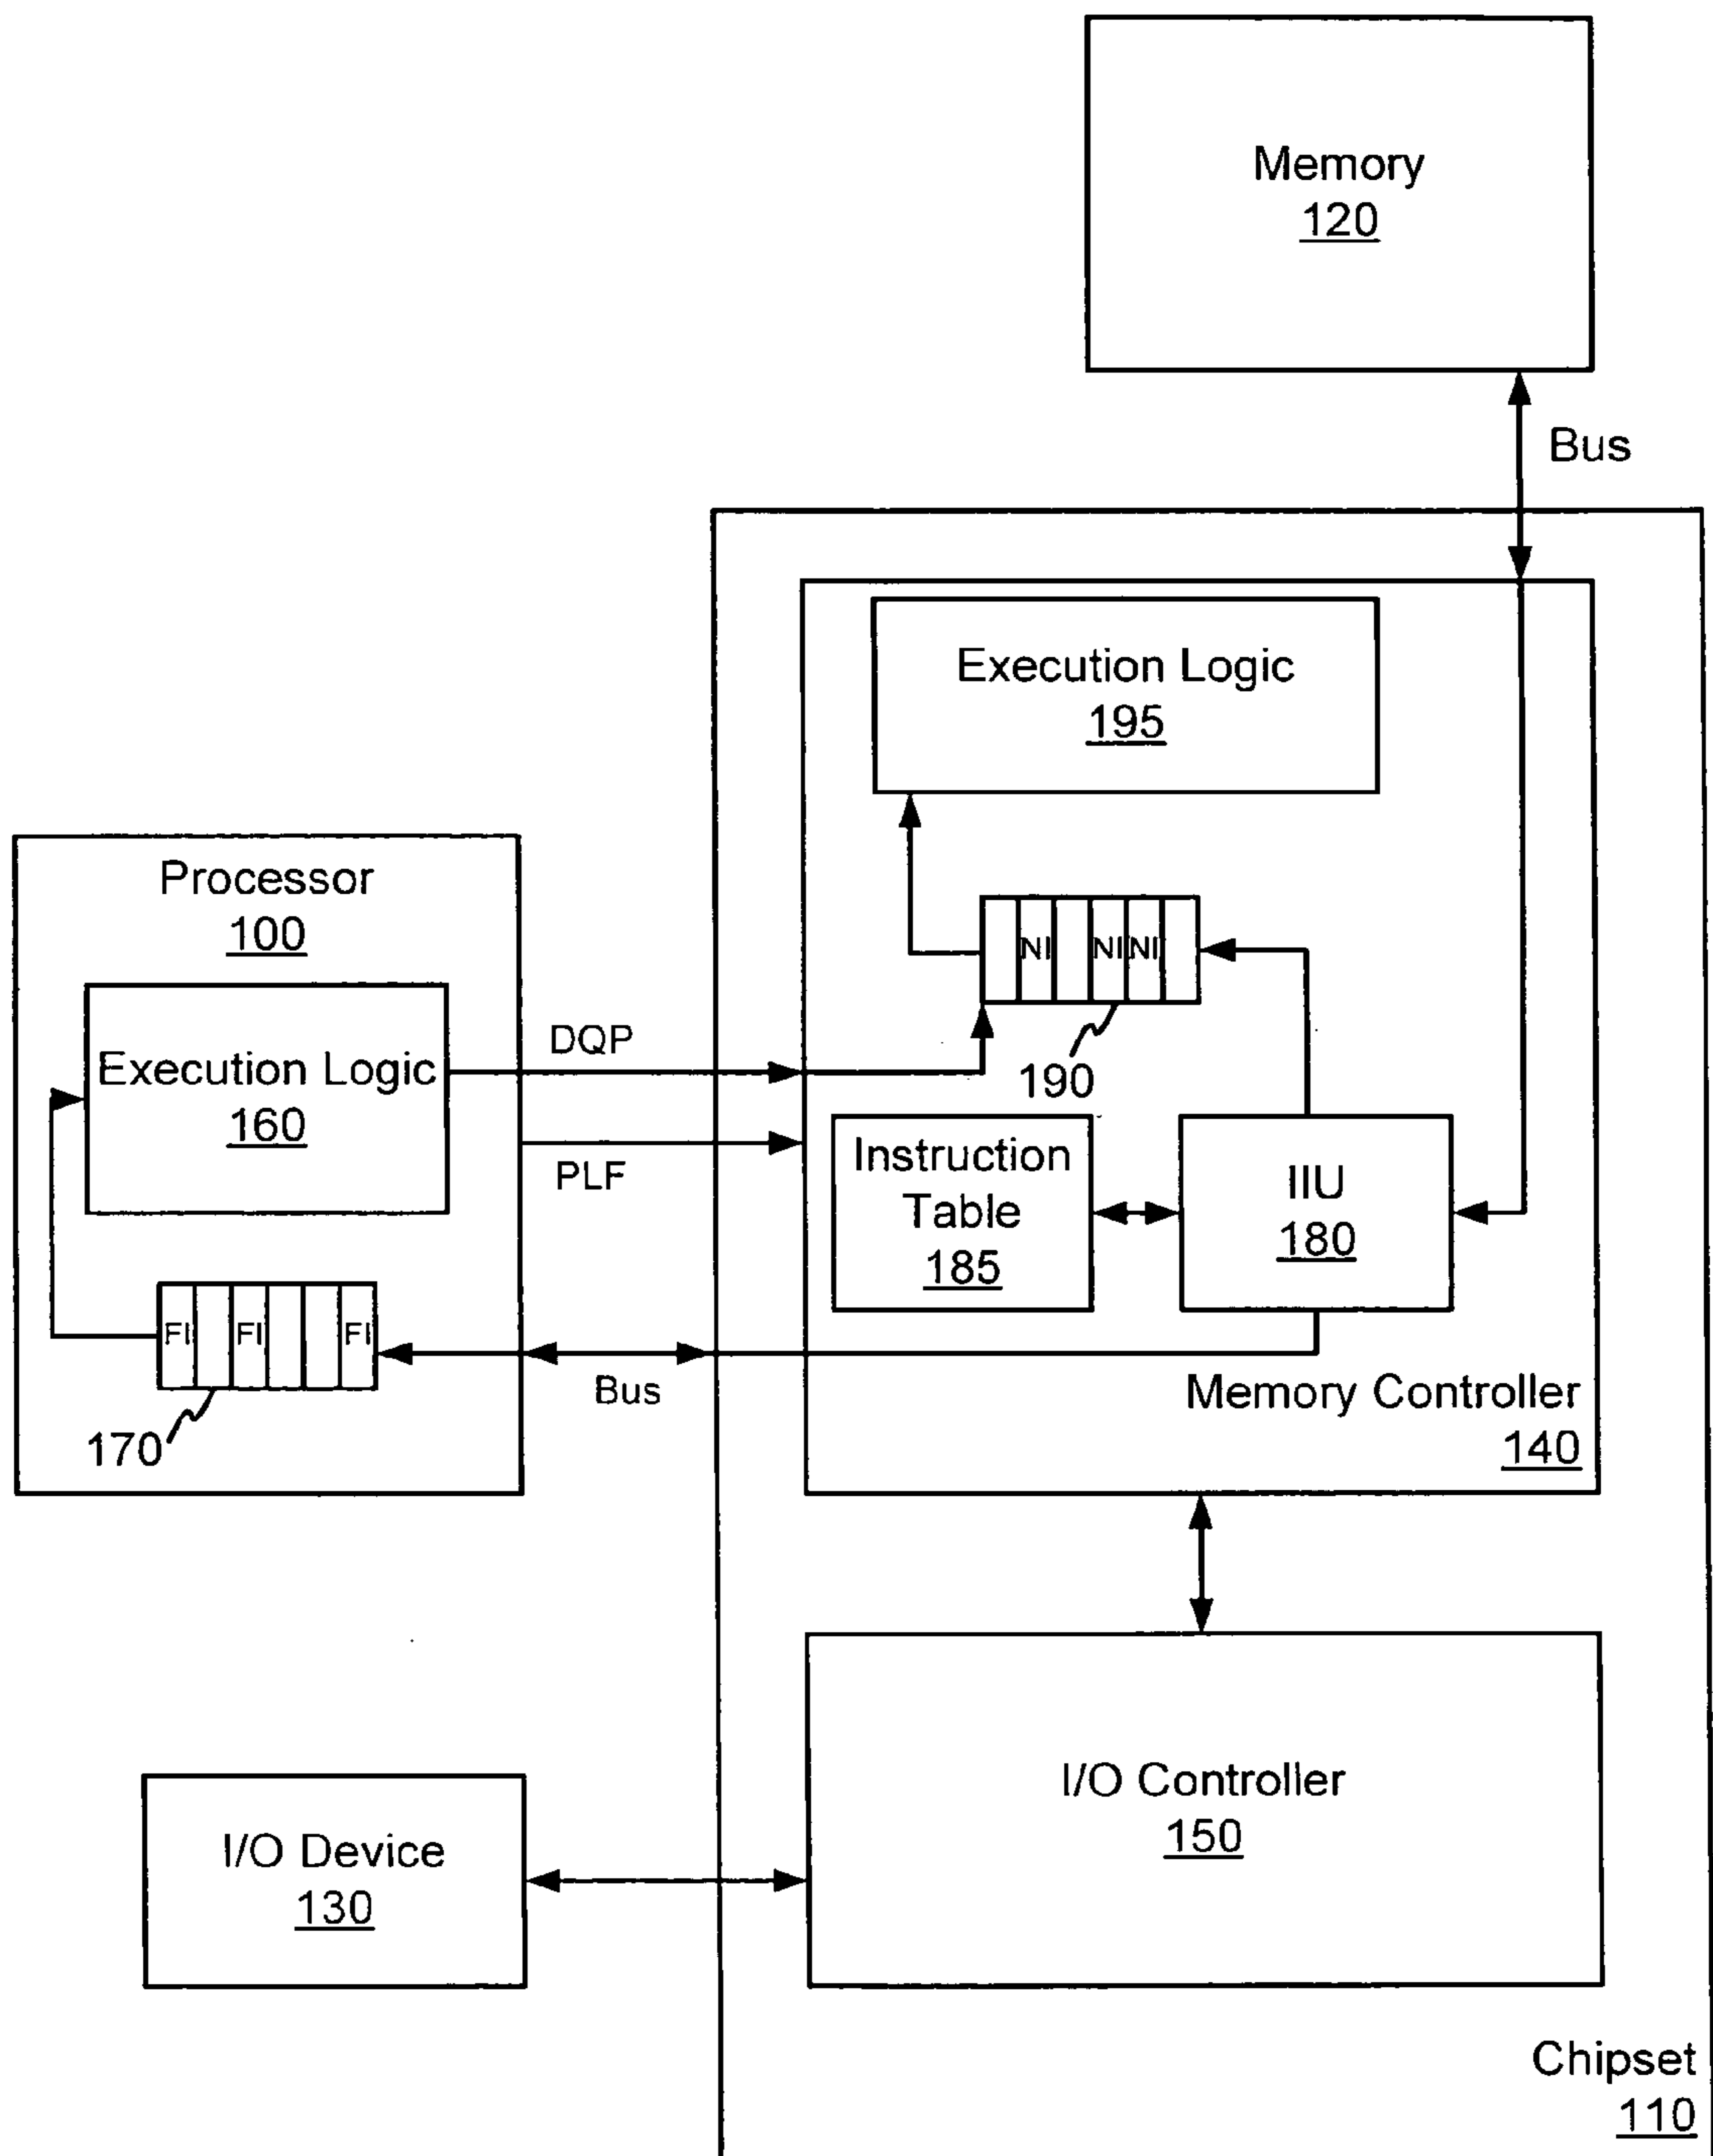 Memory
120
Bus
Execution Logic
195
NI NI NI
190
Processor
100
Execution Logic
160
DQP
PLF
Instruction
Table
185
IIU
180
FI FI FI
170
Bus
Memory Controller
140
I/O Controller
150
I/O Device
130
Chipset
110